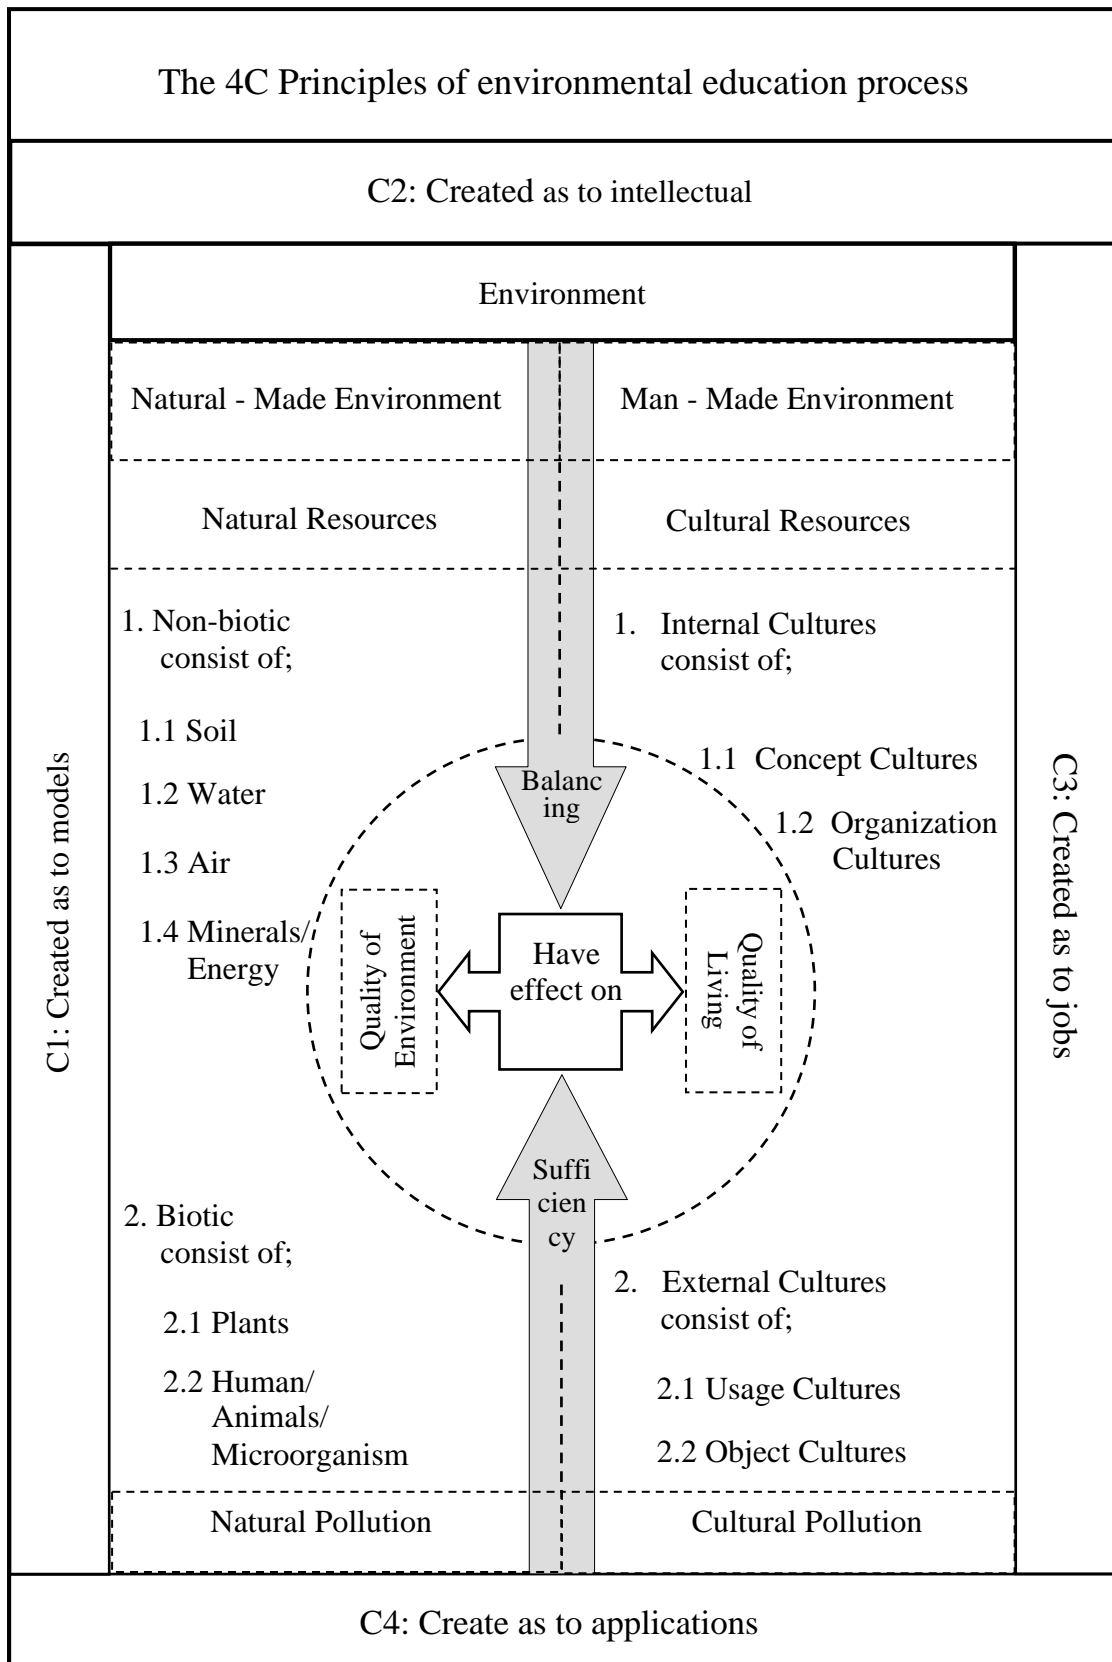 The 4C Principles of environmental education process
C2: Created as to intellectual
Environment
Natural - Made Environment
Man - Made Environment
Natural Resources
Cultural Resources
C1: Created as to models
1. Non-biotic
consist of;
1.1 Soil
1.2 Water
1.3 Air
1.4 Minerals/
Energy
2. Biotic
consist of;
2.1 Plants
2.2 Human/
Animals/
Microorganism
Balanc
ing
Quality of
Environment
Have
effect on
Quality of
Living
Suffi
cien
cy
1. Internal Cultures
consist of;
1.1 Concept Cultures
1.2 Organization
Cultures
2. External Cultures
consist of;
2.1 Usage Cultures
2.2 Object Cultures
C3: Created as to jobs
Natural Pollution
Cultural Pollution
C4: Create as to applications